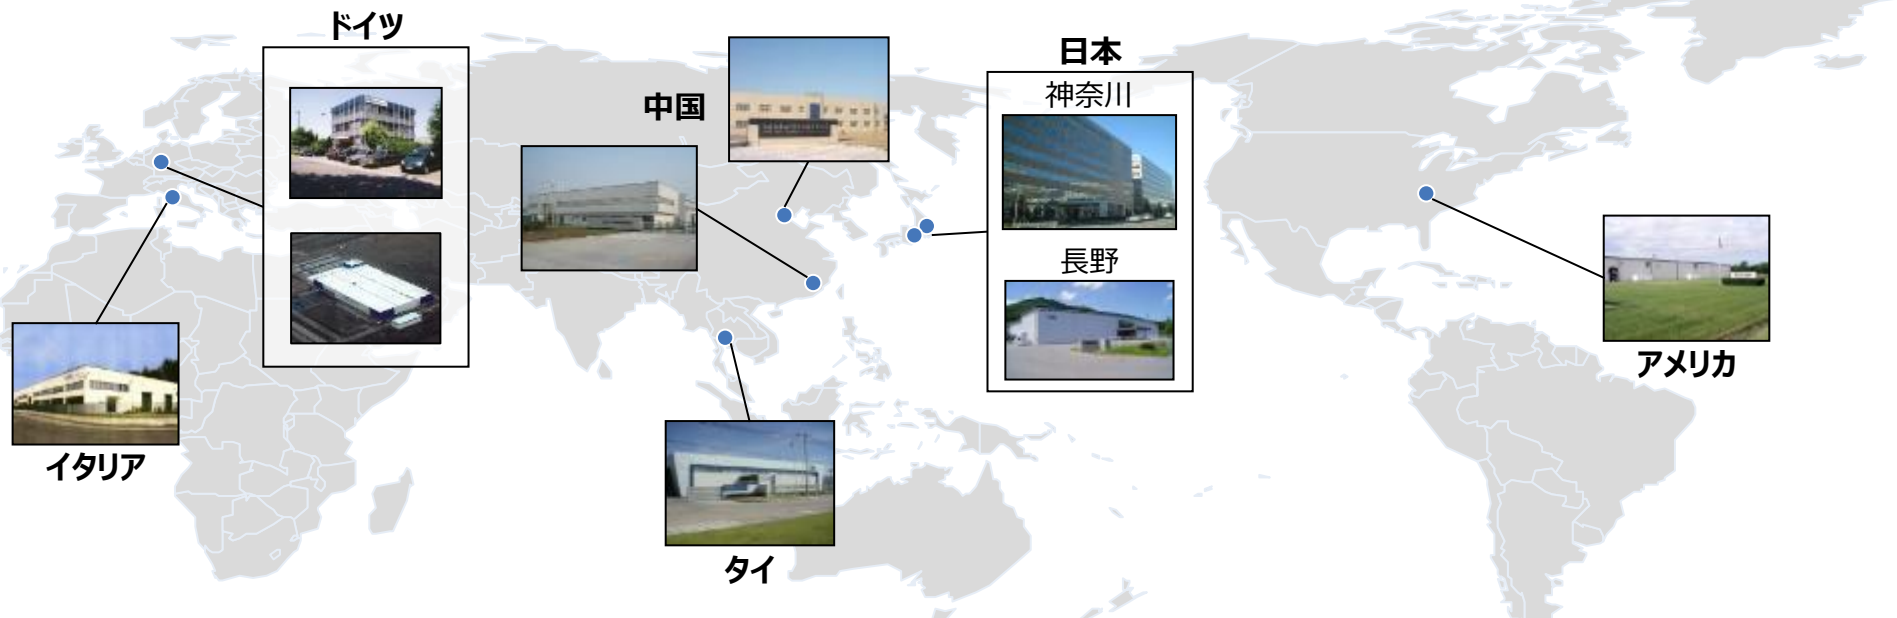 ドイツ
日本
神奈川
中国
長野
アメリカ
イタリア
タイ